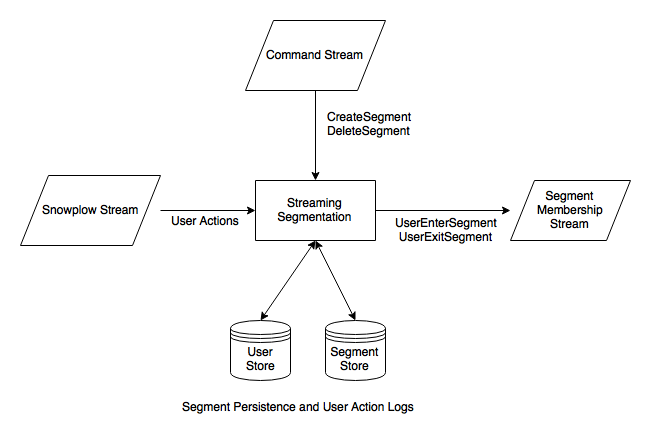 Command Stream
CreateSegment
DeleteSegment
Snowplow Stream
User Actions
Streaming
Segmentation
UserEnterSegment
UserExitSegment
Segment
Membership
Stream
User
Store
Segment
Store
Segment Persistence and User Action Logs